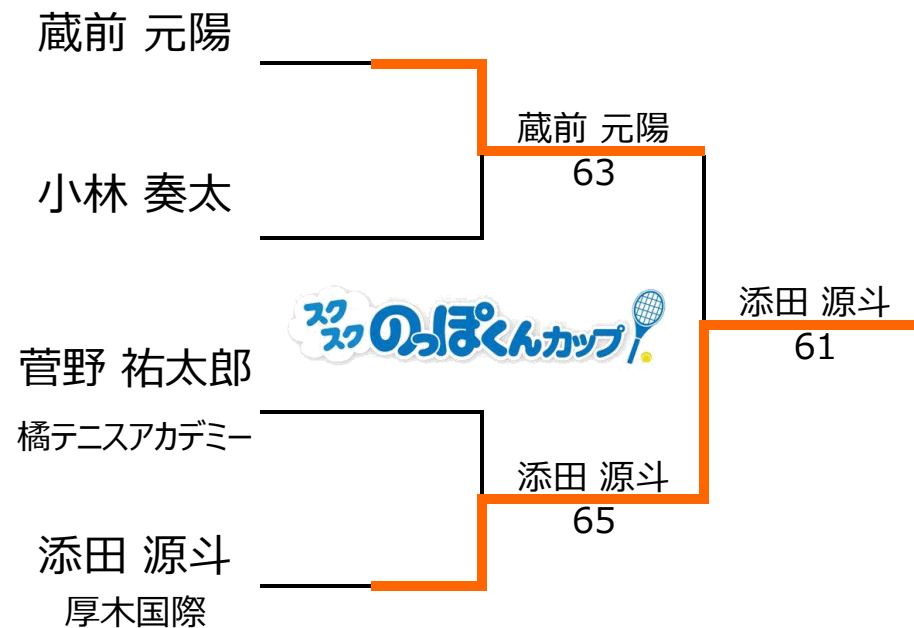 蔵前 元陽
蔵前 元陽
63
小林 奏太
スク
スク のっぽくんカップ
添田 源斗
61
菅野 祐太郎
橘テニスアカデミー
添田 源斗
65
添田 源斗
厚木国際